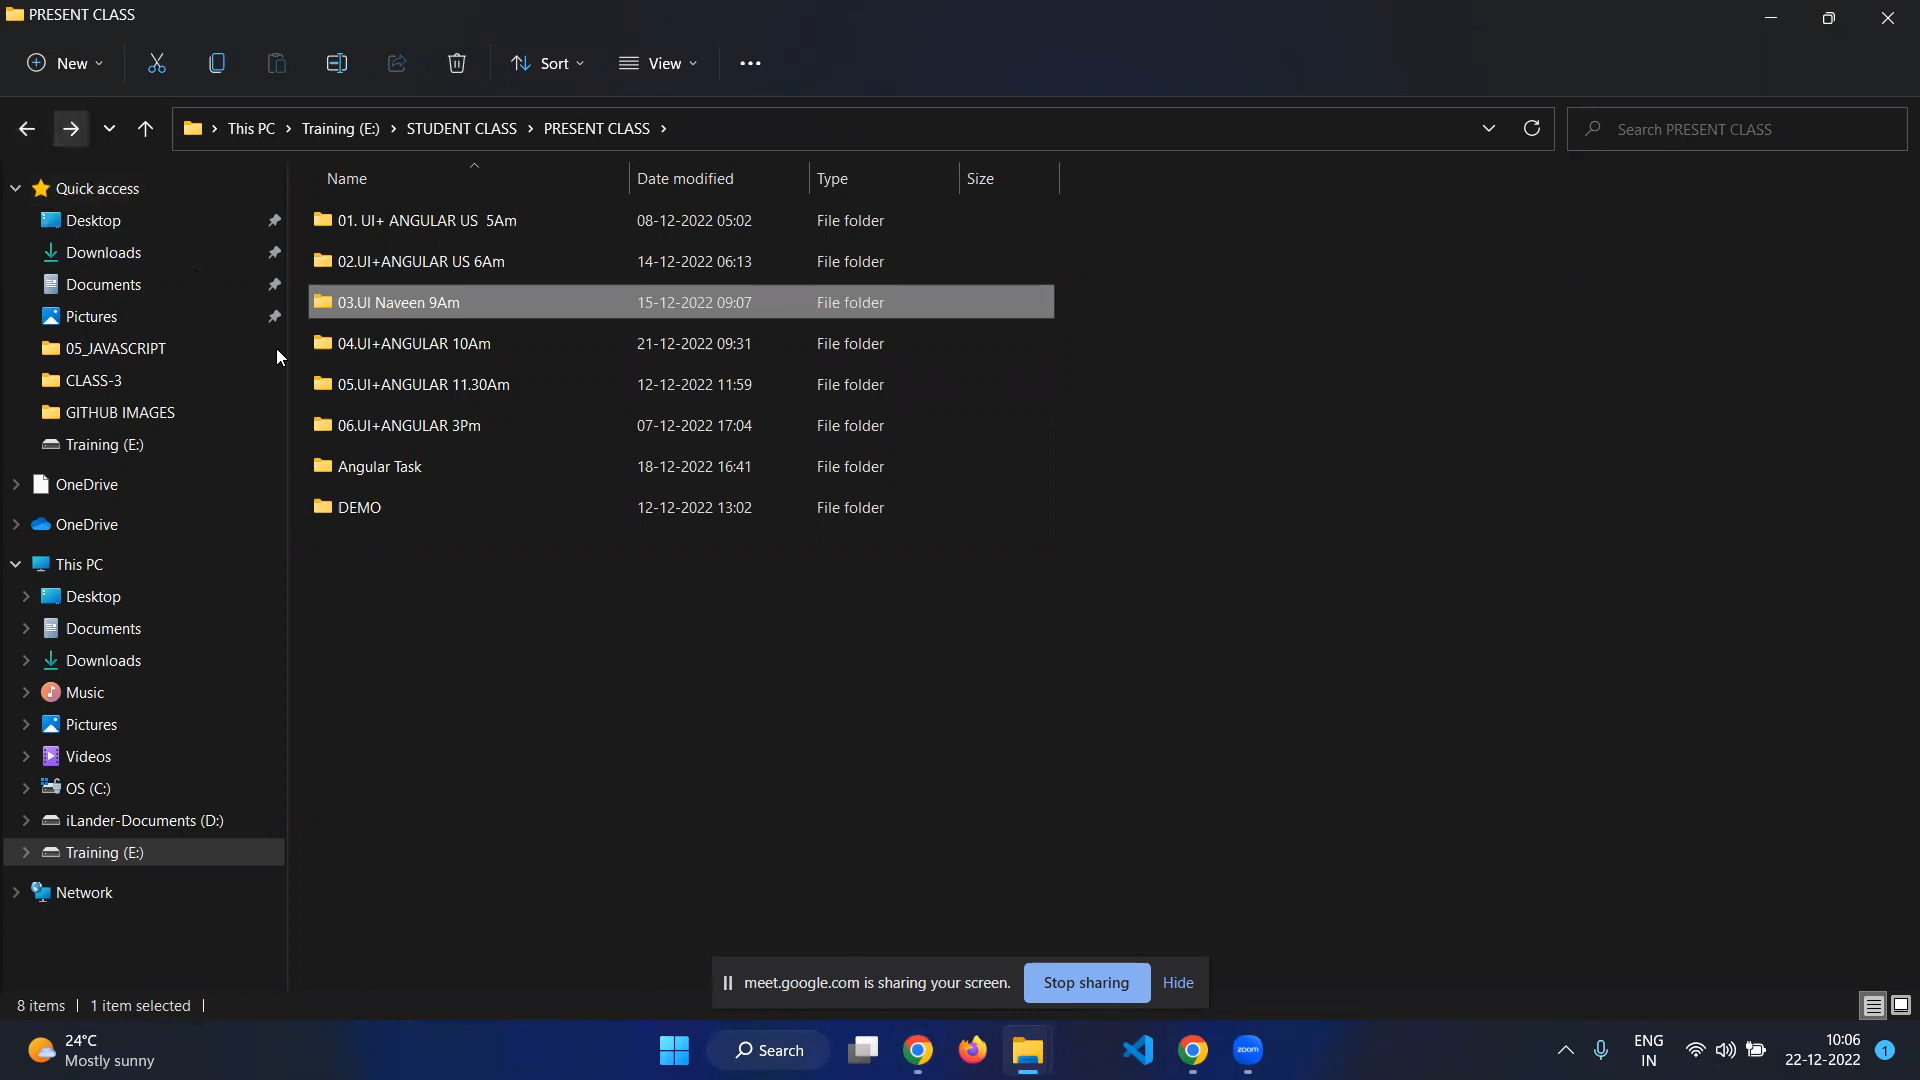 PRESENT CLASS
New
Sort
View
This PC
Training (E:)
STUDENT CLASS
PRESENT CLASS
Search PRESENT CLASS
Name
Date modified
Type
Size
Quick access
Desktop
Downloads
Documents
Pictures
05_JAVASCRIPT
CLASS-3
GITHUB IMAGES
Training (E:)
OneDrive
OneDrive
This PC
Desktop
Documents
Downloads
Music
Pictures
Videos
OS (C:)
iLander-Documents (D:)
Training (E:)
Network
01. UI+ ANGULAR US  5Am 08-12-2022 05:02 File folder
02.UI+ANGULAR US 6Am 14-12-2022 06:13 File folder
03.UI Naveen 9Am 15-12-2022 09:07 File folder
04.UI+ANGULAR 10Am 21-12-2022 09:31 File folder
05.UI+ANGULAR 11.30Am 12-12-2022 11:59 File folder
06.UI+ANGULAR 3Pm 07-12-2022 17:04 File folder
Angular Task 18-12-2022 16:41 File folder
DEMO 12-12-2022 13:02 File folder
meet.google.com is sharing your screen. Stop sharing Hide
8 items 1 item selected
24°C
Mostly sunny
Search
zoom
ENG
IN
10:06
22-12-2022
1